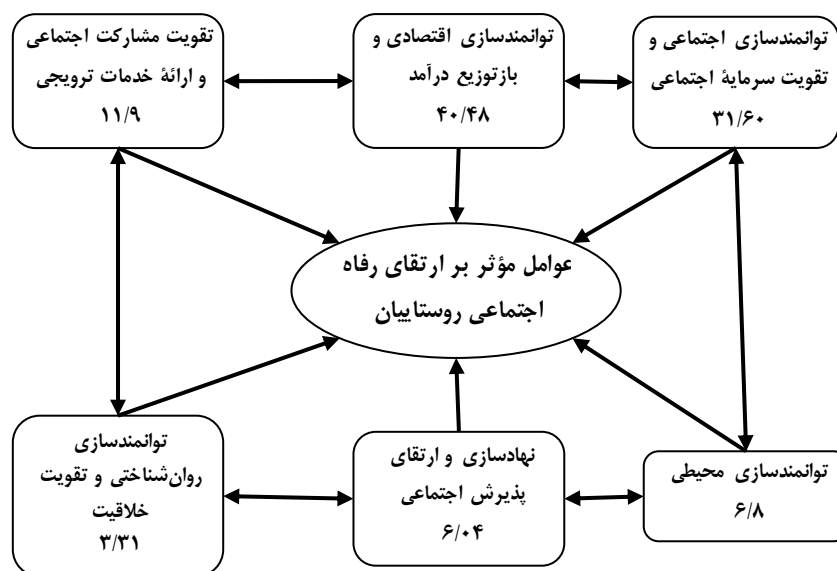 توانمندسازی اجتماعی و
تقویت سرمایۀ اجتماعی
۳۱/۶۰
توانمندسازی اقتصادی و
بازتوزیع درآمد
۴۰/۴۸
تقویت مشارکت اجتماعی
و ارائۀ خدمات ترویجی
۱۱/۹
عوامل مؤثر بر ارتقای رفاه
اجتماعی روستاییان
توانمندسازی محیطی
۶/۸
نهادسازی و ارتقای
پذیرش اجتماعی
۶/۰۴
توانمندسازی
روان‌شناختی و تقویت
خلاقیت
۳/۳۱